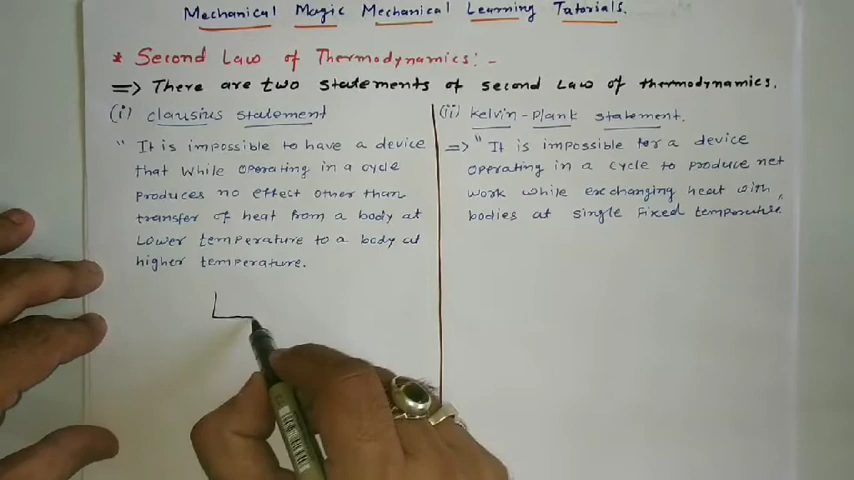 Mechanical Magic Mechanical Learning Tutorials.
* Second Law of Thermodynamics:-
=> There are two statements of second Law of thermodynamics.
(i) clausius statement
" It is impossible to have a device
that while operating in a cycle
produces no effect other than
transfer of heat from a body at
Lower temperature to a body at
higher temperature.
(ii) kelvin-plank statement.
=> " It is impossible for a device
operating in a cycle to produce net
work while exchanging heat with
bodies at single fixed temperature."